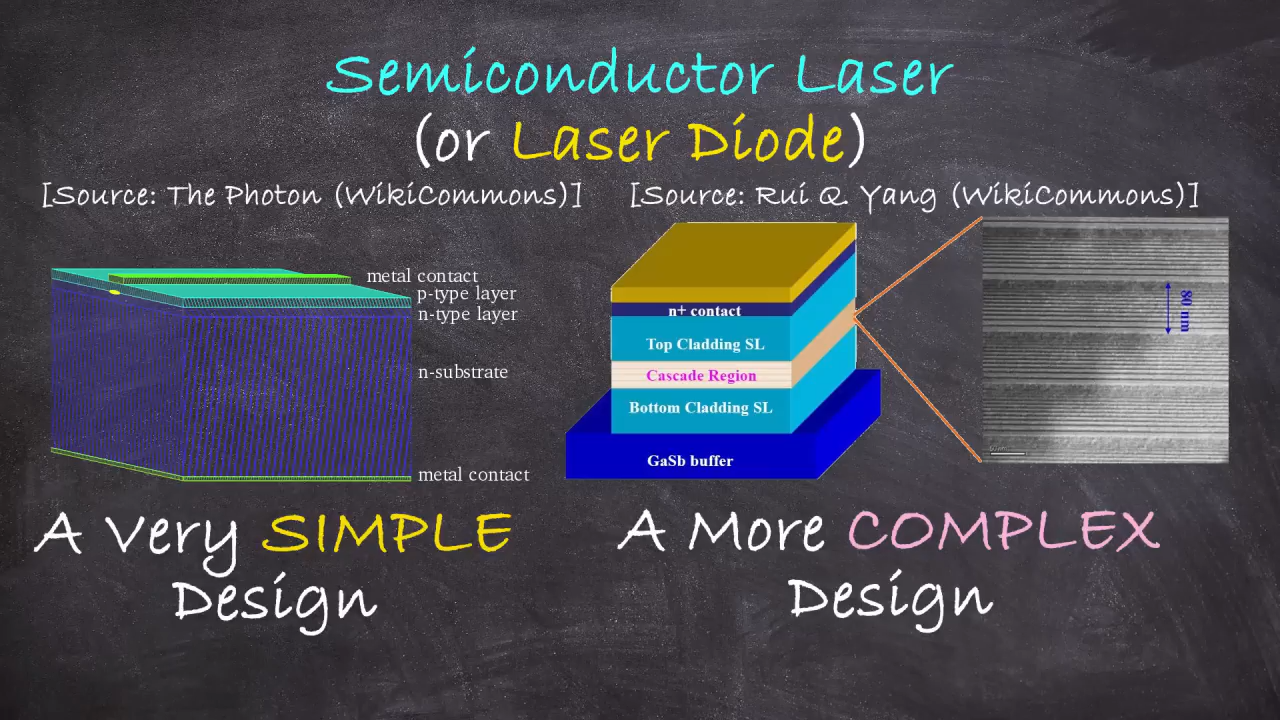 Semiconductor Laser
(or Laser Diode)
[Source: The Photon (WikiCommons)]
[Source: Rui Q. Yang (WikiCommons)]
metal contact
p-type layer
n-type layer
n-substrate
metal contact
n+ contact
Top Cladding SL
Cascade Region
Bottom Cladding SL
GaSb buffer
80 nm
A Very SIMPLE
Design
A More COMPLEX
Design